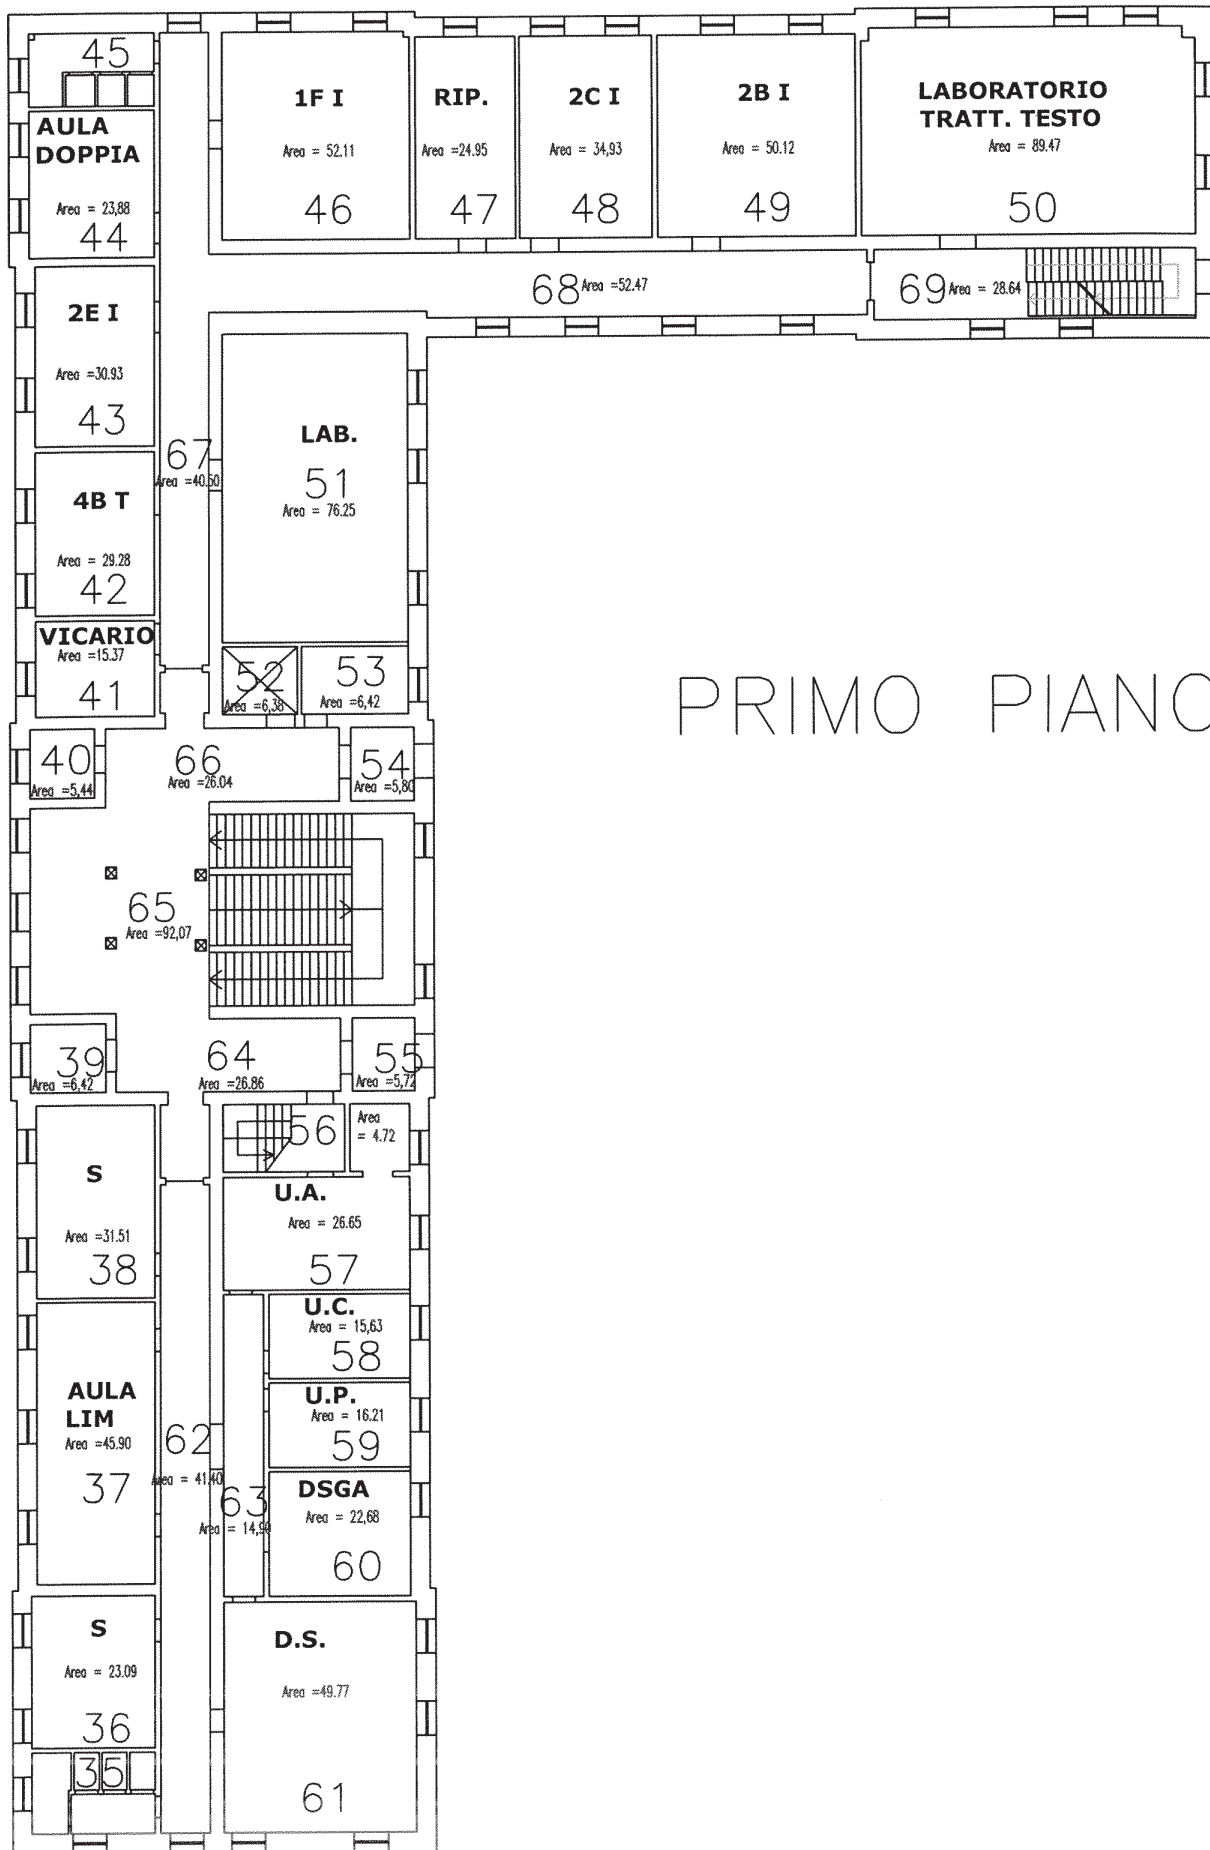 45
AULA
DOPPIA
Area = 23,88
44
1F I
Area = 52.11
46
RIP.
Area =24.95
47
2C I
Area = 34,93
48
2B I
Area = 50.12
49
LABORATORIO
TRATT. TESTO
Area = 89.47
50
68 Area =52.47
69 Area = 28.64
2E I
Area =30.93
43
67
Area =40.50
LAB.
51
Area = 76.25
4B T
Area = 29.28
42
VICARIO
Area =15.37
41
52
Area = 6,38
53
Area = 6,42
PRIMO PIANO
40
Area =5,44
66
Area =26.04
54
Area =5,80
65
Area =92,07
39
Area =6,42
64
Area =26.86
55
Area =5,72
56
Area
= 4.72
S
Area =31.51
38
U.A.
Area = 26.65
57
U.C.
Area = 15,63
58
AULA
LIM
Area =45.90
37
62
Area = 41.40
U.P.
Area = 16.21
59
63
Area = 14,90
DSGA
Area = 22,68
60
S
Area = 23.09
36
D.S.
Area =49.77
61
35